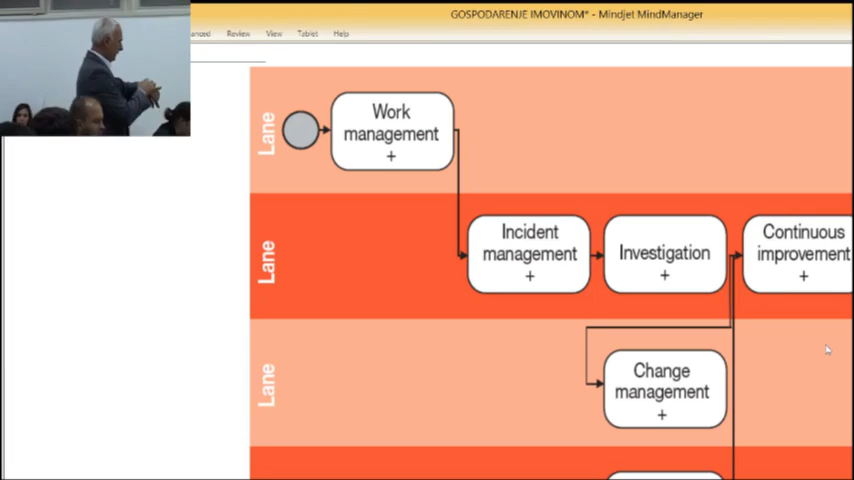 GOSPODARENJE IMOVINOM* - Mindjet MindManager
Review View Tablet Help
Lane
Work
management
+
Lane
Incident
management
+
Investigation
+
Continuous
improvement
+
Lane
Change
management
+